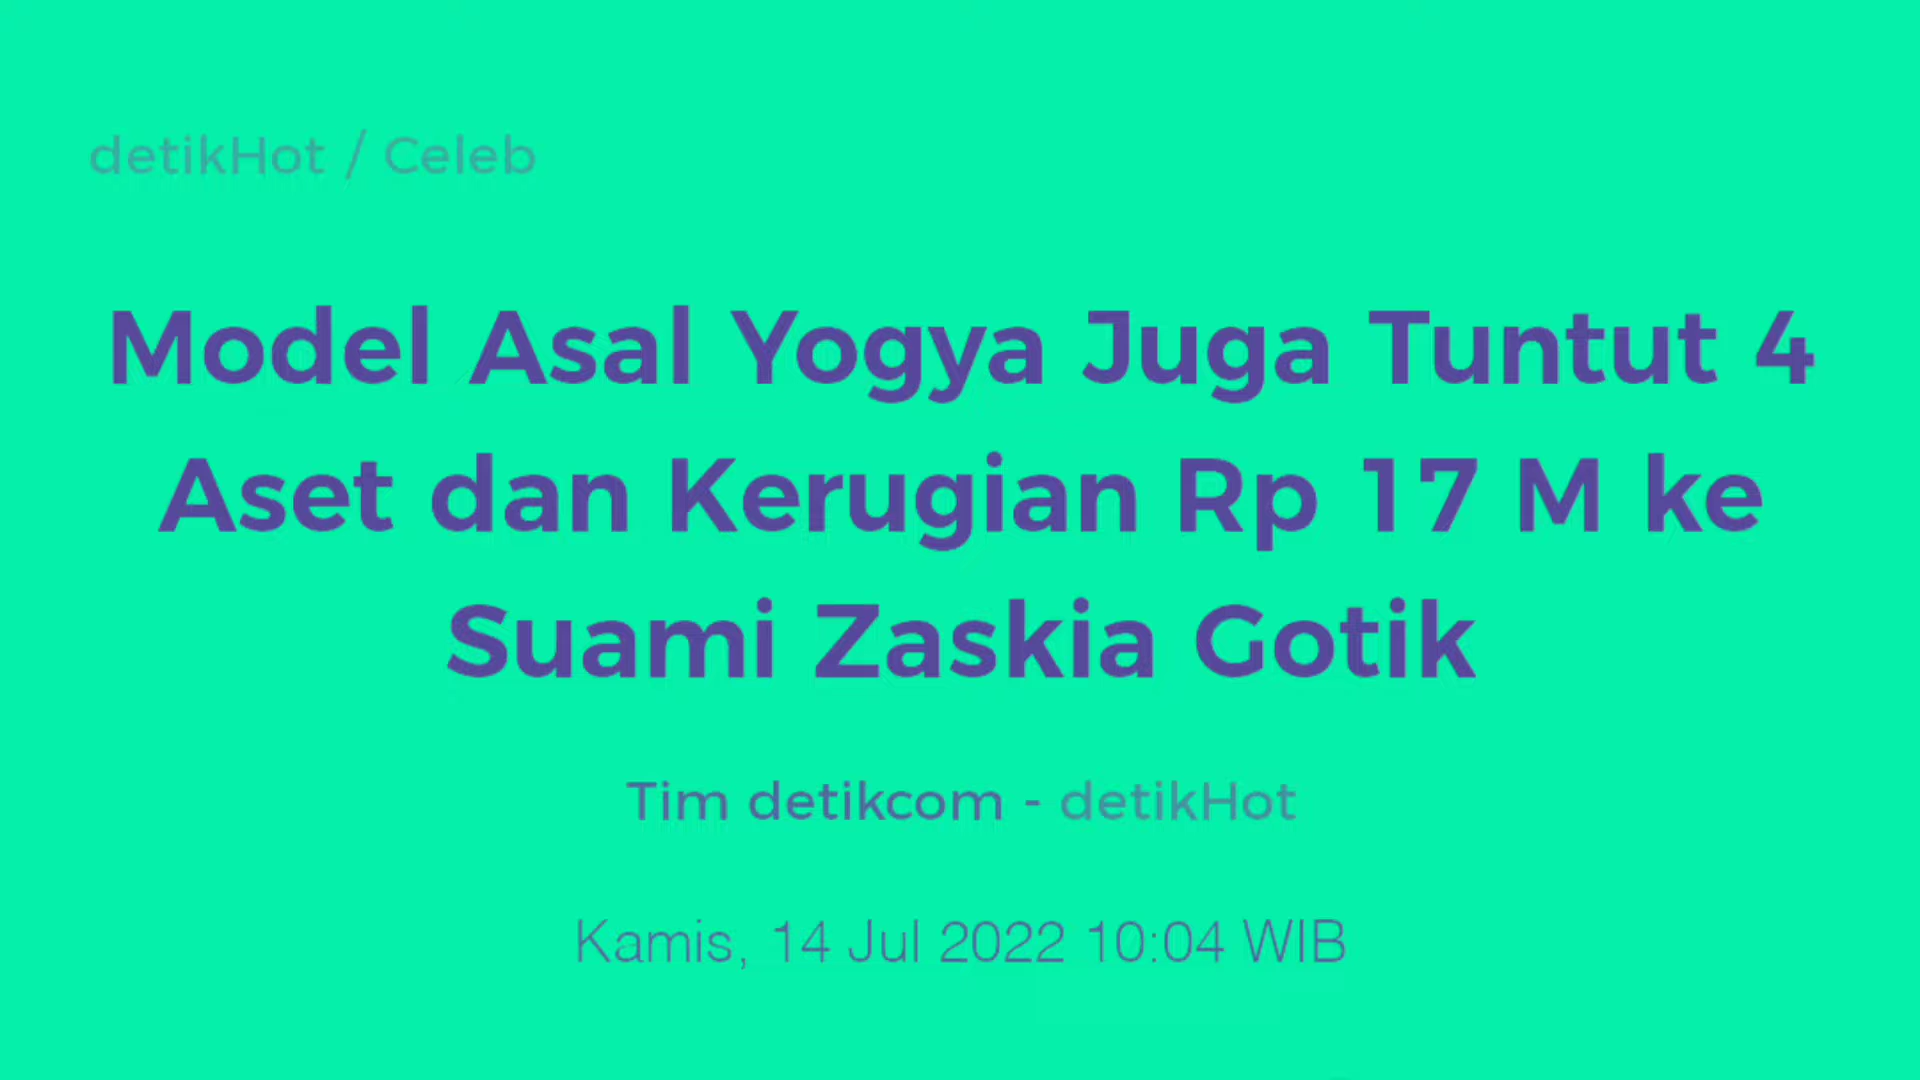 detikHot / Celeb
Model Asal Yogya Juga Tuntut 4
Aset dan Kerugian Rp 17 M ke
Suami Zaskia Gotik
Tim detikcom - detikHot
Kamis, 14 Jul 2022 10:04 WIB